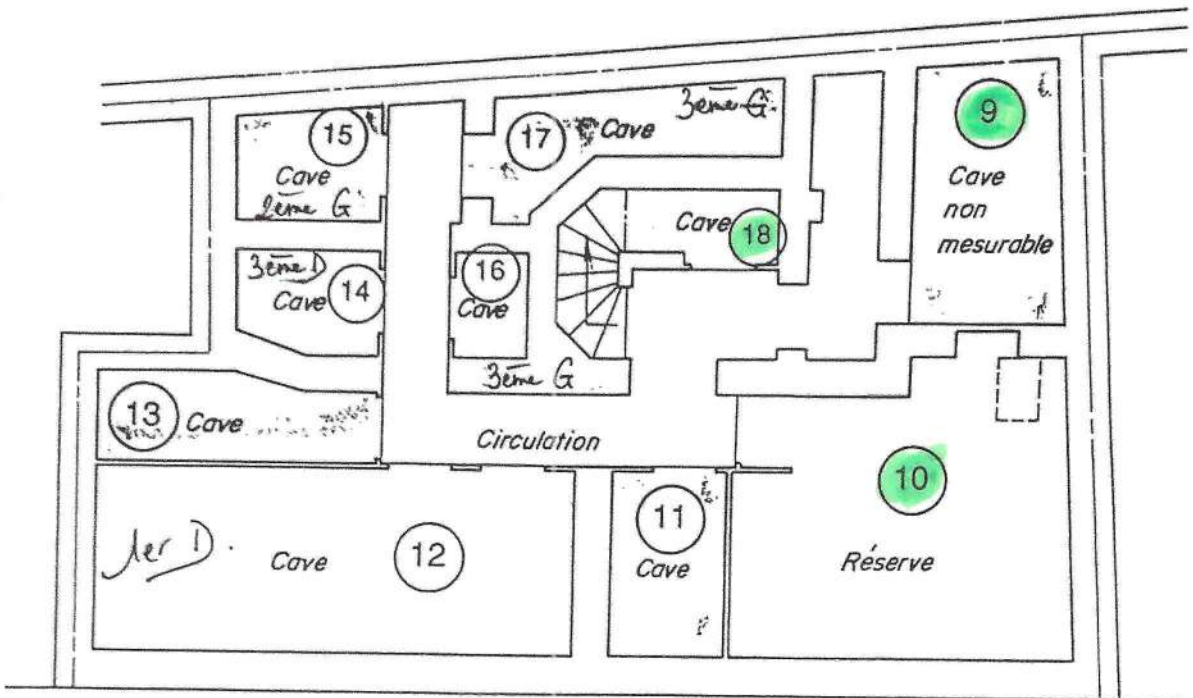 15
Cave
2ème G
17
Cave
3ème G
9
Cave
non
mesurable
Cave
18
3ème D
Cave
14
16
Cave
3ème G
13
Cave
Circulation
1er D.
Cave
12
11
Cave
10
Réserve